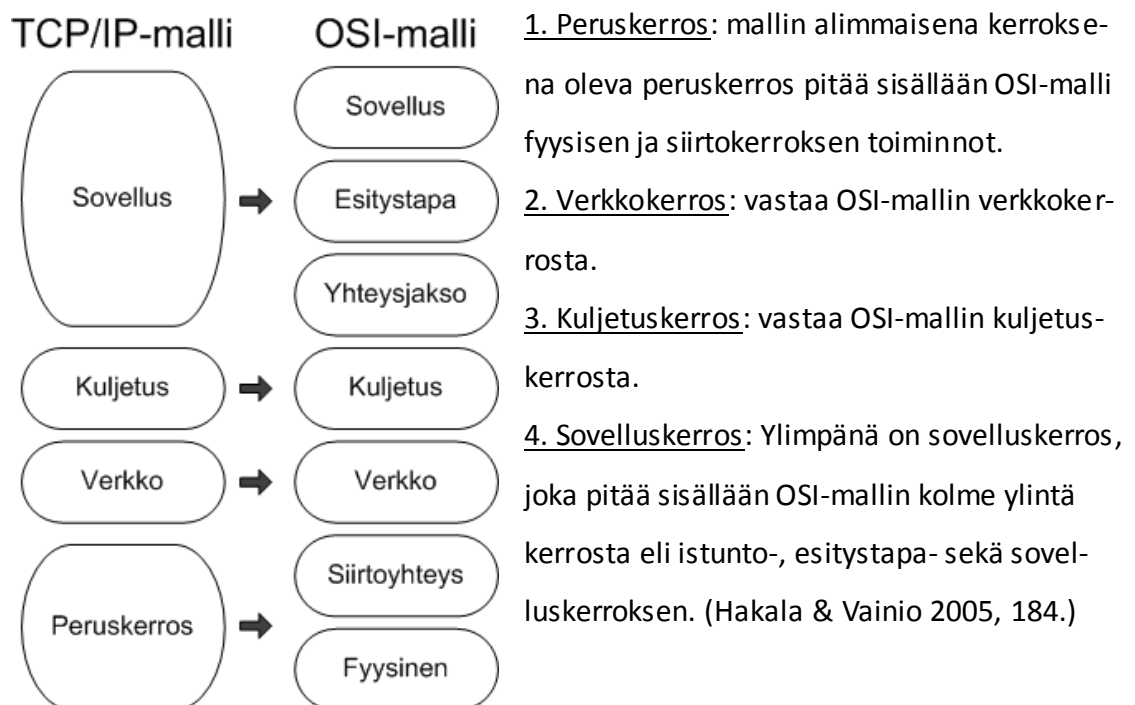 TCP/IP-malli
OSI-malli
Sovellus
Kuljetus
Verkko
Peruskerros
Sovellus
Esitystapa
Yhteysjakso
Kuljetus
Verkko
Siirtoyhteys
Fyysinen
1. Peruskerros: mallin alimmaisena kerrokse-
na oleva peruskerros pitää sisällään OSI-malli
fyysisen ja siirtokerroksen toiminnot.
2. Verkkokerros: vastaa OSI-mallin verkkoker-
rosta.
3. Kuljetuskerros: vastaa OSI-mallin kuljetus-
kerrosta.
4. Sovelluskerros: Ylimpänä on sovelluskerros,
joka pitää sisällään OSI-mallin kolme ylintä
kerrosta eli istunto-, esitystapa- sekä sovel-
luskerroksen. (Hakala & Vainio 2005, 184.)